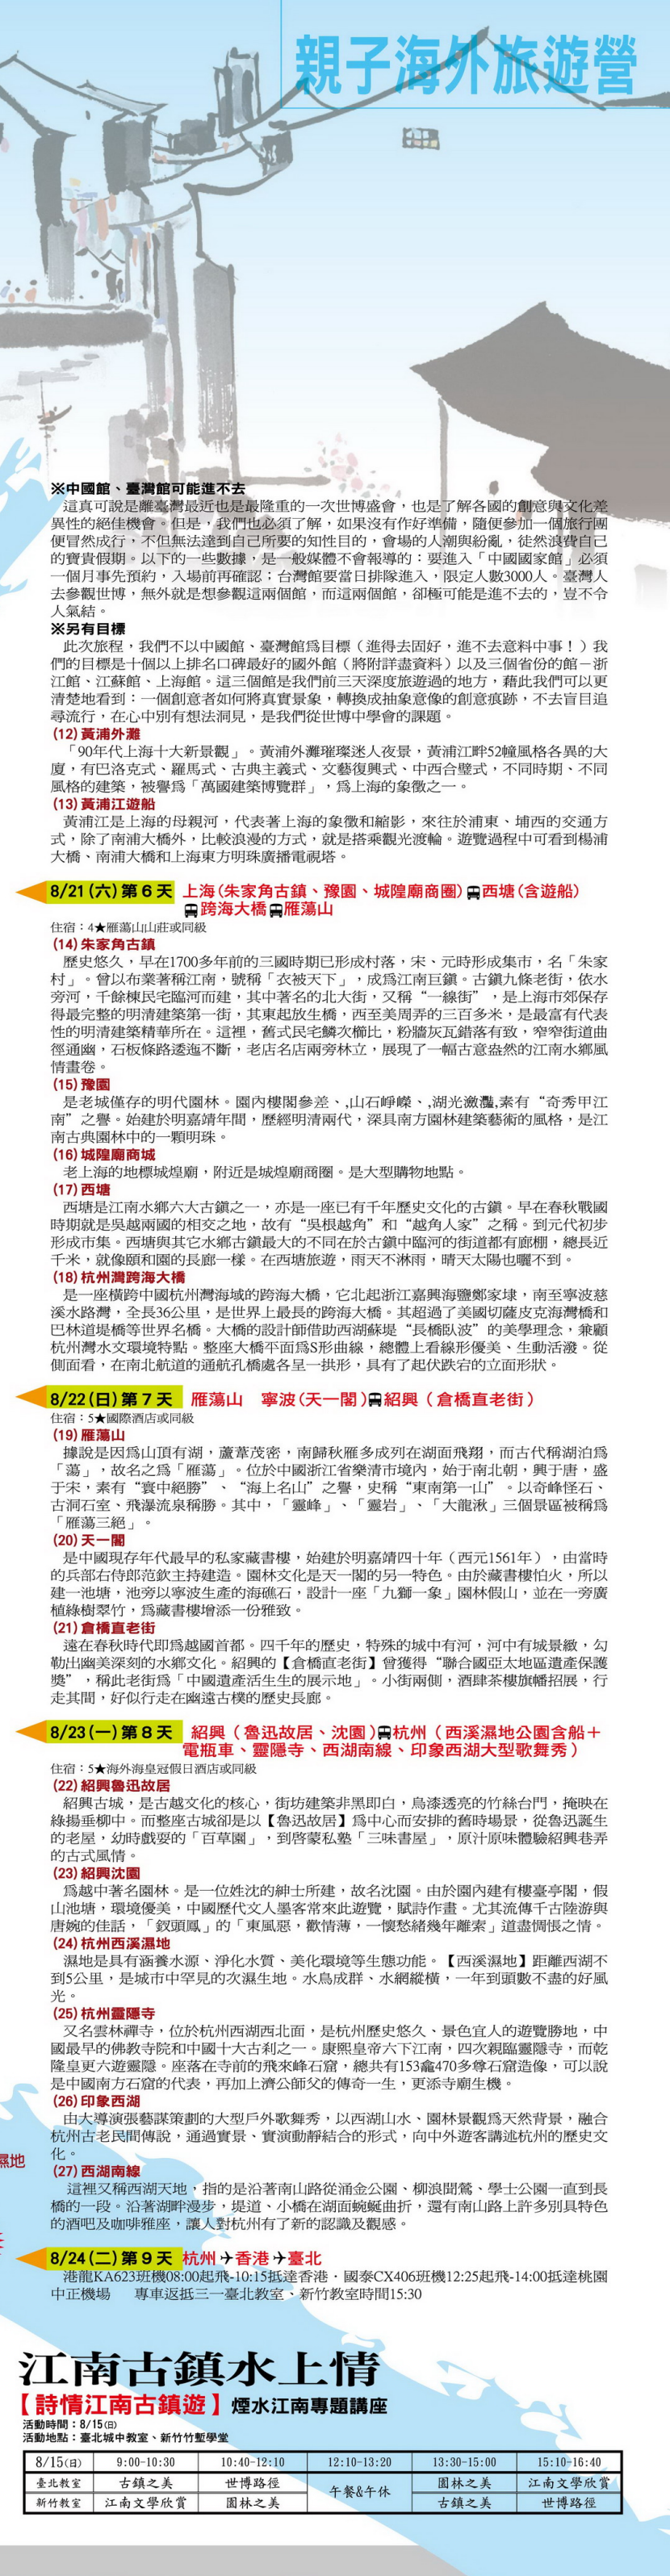 親子海外旅遊營
※中國館、臺灣館可能進不去
這真可說是離臺灣最近也是最隆重的一次世博盛會，也是了解各國的創意與文化差
異性的絕佳機會。但是，我們也必須了解，如果沒有作好準備，隨便參加一個旅行團
便冒然成行，不但無法達到自己所要的知性目的，會場的人潮與紛亂，徒然浪費自己
的寶貴假期。以下的一些數據，是一般媒體不會報導的：要進入「中國國家館」必須
一個月事先預約，入場前再確認；台灣館要當日排隊進入，限定人數3000人。臺灣人
去參觀世博，無外就是想參觀這兩個館，而這兩個館，卻極可能是進不去的，豈不令
人氣結。
※另有目標
此次旅程，我們不以中國館、臺灣館爲目標（進得去固好，進不去意料中事！）我
們的目標是十個以上排名口碑最好的國外館（將附詳盡資料）以及三個省份的館－浙
江館、江蘇館、上海館。這三個館是我們前三天深度旅遊過的地方，藉此我們可以更
清楚地看到：一個創意者如何將真實景象，轉換成抽象意像的創意痕跡，不去盲目追
尋流行，在心中別有想法洞見，是我們從世博中學會的課題。
(12)黃浦外灘
「90年代上海十大新景觀」。黃浦外灘璀璨迷人夜景，黃浦江畔52幢風格各異的大
廈，有巴洛克式、羅馬式、古典主義式、文藝復興式、中西合璧式，不同時期、不同
風格的建築，被譽爲「萬國建築博覽群」，爲上海的象徵之一。
(13)黃浦江遊船
黃浦江是上海的母親河，代表著上海的象徵和縮影，來往於浦東、埔西的交通方
式，除了南浦大橋外，比較浪漫的方式，就是搭乘觀光渡輪。遊覽過程中可看到楊浦
大橋、南浦大橋和上海東方明珠廣播電視塔。
8/21(六)第6天 上海(朱家角古鎮、豫園、城隍廟商圈)西塘(含遊船)
跨海大橋雁蕩山
住宿：4★雁蕩山山莊或同級
(14)朱家角古鎮
歷史悠久，早在1700多年前的三國時期已形成村落，宋、元時形成集市，名「朱家
村」。曾以布業著稱江南，號稱「衣被天下」，成爲江南巨鎮。古鎮九條老街，依水
旁河，千餘棟民宅臨河而建，其中著名的北大街，又稱“一線街”，是上海市郊保存
得最完整的明清建築第一街，其東起放生橋，西至美周弄的三百多米，是最富有代表
性的明清建築精華所在。這裡，舊式民宅鱗次櫛比，粉牆灰瓦錯落有致，窄窄街道曲
徑通幽，石板條路逶迤不斷，老店名店兩旁林立，展現了一幅古意盎然的江南水鄉風
情畫卷。
(15)豫園
是老城僅存的明代園林。園內樓閣參差、,山石崢嶸、,湖光瀲灩,素有“奇秀甲江
南”之譽。始建於明嘉靖年間，歷經明清兩代，深具南方園林建築藝術的風格，是江
南古典園林中的一顆明珠。
(16)城隍廟商城
老上海的地標城煌廟，附近是城煌廟商圈。是大型購物地點。
(17)西塘
西塘是江南水鄉六大古鎮之一，亦是一座已有千年歷史文化的古鎮。早在春秋戰國
時期就是吳越兩國的相交之地，故有“吳根越角”和“越角人家”之稱。到元代初步
形成市集。西塘與其它水鄉古鎮最大的不同在於古鎮中臨河的街道都有廊棚，總長近
千米，就像頤和園的長廊一樣。在西塘旅遊，雨天不淋雨，晴天太陽也曬不到。
(18)杭州灣跨海大橋
是一座橫跨中國杭州灣海域的跨海大橋，它北起浙江嘉興海鹽鄭家埭，南至寧波慈
溪水路灣，全長36公里，是世界上最長的跨海大橋。其超過了美國切薩皮克海灣橋和
巴林道堤橋等世界名橋。大橋的設計師借助西湖蘇堤“長橋臥波”的美學理念，兼顧
杭州灣水文環境特點。整座大橋平面爲S形曲線，總體上看線形優美、生動活潑。從
側面看，在南北航道的通航孔橋處各呈一拱形，具有了起伏跌宕的立面形狀。
8/22(日)第7天 雁蕩山 寧波(天一閣)紹興（倉橋直老街）
住宿：5★國際酒店或同級
(19)雁蕩山
據說是因爲山頂有湖，蘆葦茂密，南歸秋雁多成列在湖面飛翔，而古代稱湖泊爲
「蕩」，故名之爲「雁蕩」。位於中國浙江省樂清市境內，始于南北朝，興于唐，盛
于宋，素有“寰中絕勝”、“海上名山”之譽，史稱“東南第一山”。以奇峰怪石、
古洞石室、飛瀑流泉稱勝。其中，「靈峰」、「靈岩」、「大龍湫」三個景區被稱爲
「雁蕩三絕」。
(20)天一閣
是中國現存年代最早的私家藏書樓，始建於明嘉靖四十年（西元1561年），由當時
的兵部右侍郎范欽主持建造。園林文化是天一閣的另一特色。由於藏書樓怕火，所以
建一池塘，池旁以寧波生產的海礁石，設計一座「九獅一象」園林假山，並在一旁廣
植綠樹翠竹，爲藏書樓增添一份雅致。
(21)倉橋直老街
遠在春秋時代即爲越國首都。四千年的歷史，特殊的城中有河，河中有城景緻，勾
勒出幽美深刻的水鄉文化。紹興的【倉橋直老街】曾獲得“聯合國亞太地區遺產保護
獎”，稱此老街爲「中國遺產活生生的展示地」。小街兩側，酒肆茶樓旗幡招展，行
走其間，好似行走在幽遠古樸的歷史長廊。
8/23(一)第8天 紹興（魯迅故居、沈園)杭州（西溪濕地公園含船＋
電瓶車、靈隱寺、西湖南線、印象西湖大型歌舞秀）
住宿：5★海外海皇冠假日酒店或同級
(22)紹興魯迅故居
紹興古城，是古越文化的核心，街坊建築非黑即白，烏漆透亮的竹絲台門，掩映在
綠揚垂柳中。而整座古城卻是以【魯迅故居】爲中心而安排的舊時場景，從魯迅誕生
的老屋，幼時戲耍的「百草園」，到啓蒙私塾「三味書屋」，原汁原味體驗紹興巷弄
的古式風情。
(23)紹興沈園
爲越中著名園林。是一位姓沈的紳士所建，故名沈園。由於園內建有樓臺亭閣，假
山池塘，環境優美，中國歷代文人墨客常來此遊覽，賦詩作畫。尤其流傳千古陸游與
唐婉的佳話，「釵頭鳳」的「東風惡，歡情薄，一懷愁緒幾年離索」道盡惆悵之情。
(24)杭州西溪濕地
濕地是具有涵養水源、淨化水質、美化環境等生態功能。【西溪濕地】距離西湖不
到5公里，是城市中罕見的次濕生地。水鳥成群、水網縱橫，一年到頭數不盡的好風
光。
(25)杭州靈隱寺
又名雲林禪寺，位於杭州西湖西北面，是杭州歷史悠久、景色宜人的遊覽勝地，中
國最早的佛教寺院和中國十大古刹之一。康熙皇帝六下江南，四次親臨靈隱寺，而乾
隆皇更六遊靈隱。座落在寺前的飛來峰石窟，總共有153龕470多尊石窟造像，可以說
是中國南方石窟的代表，再加上濟公師父的傳奇一生，更添寺廟生機。
(26)印象西湖
由大導演張藝謀策劃的大型戶外歌舞秀，以西湖山水、園林景觀爲天然背景，融合
杭州古老民間傳說，通過實景、實演動靜結合的形式，向中外遊客講述杭州的歷史文
化。
濕地
(27)西湖南線
這裡又稱西湖天地，指的是沿著南山路從涌金公園、柳浪聞鶯、學士公園一直到長
橋的一段。沿著湖畔漫步，堤道、小橋在湖面蜿蜒曲折，還有南山路上許多別具特色
的酒吧及咖啡雅座，讓人對杭州有了新的認識及觀感。
8/24(二)第9天 杭州✈香港✈臺北
港龍KA623班機08:00起飛-10:15抵達香港．國泰CX406班機12:25起飛-14:00抵達桃園
中正機場 專車返抵三一臺北教室、新竹教室時間15:30
江南古鎮水上情
【詩情江南古鎮遊】煙水江南專題講座
活動時間：8/15(日)
活動地點：臺北城中教室、新竹竹塹學堂
8/15(日) 9:00-10:30 10:40-12:10 12:10-13:20 13:30-15:00 15:10-16:40
臺北教室 古鎮之美 世博路徑 午餐&午休 園林之美 江南文學欣賞
新竹教室 江南文學欣賞 園林之美 古鎮之美 世博路徑